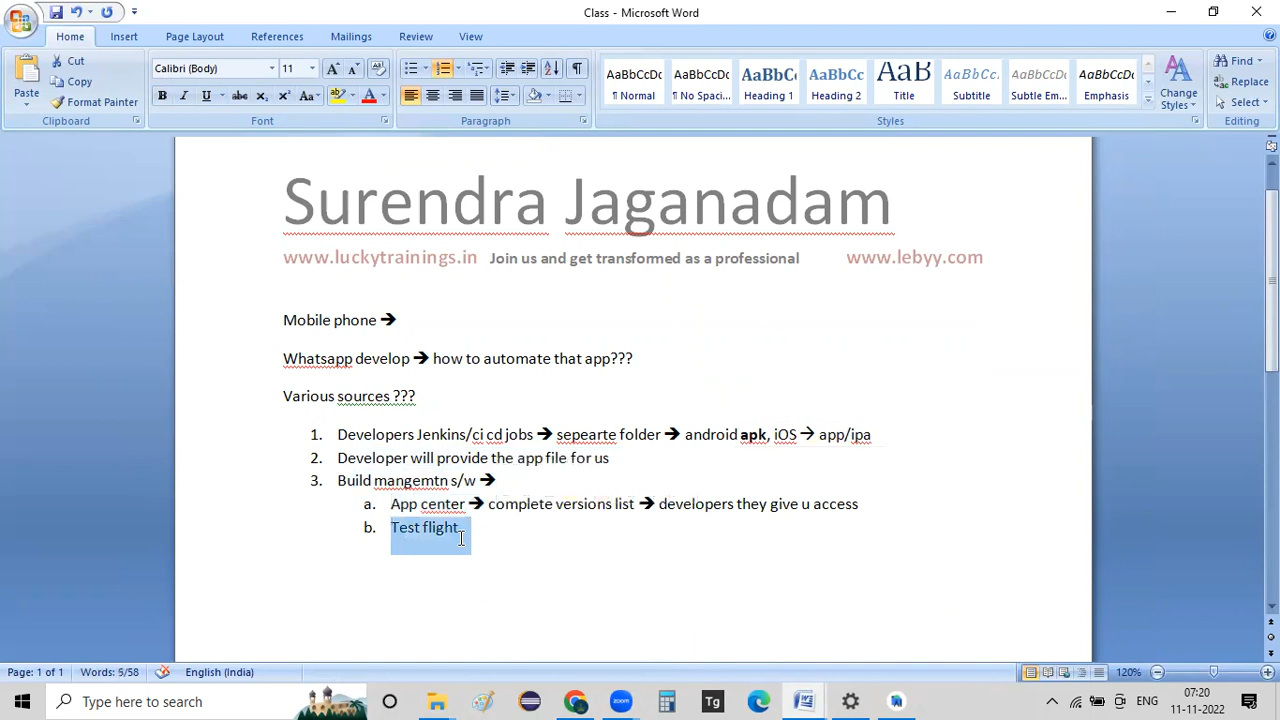 Class - Microsoft Word
Home Insert Page Layout References Mailings Review View
Paste Cut Copy Format Painter Clipboard
Calibri (Body) 11 Font
Paragraph
AaBbCcDc ¶ Normal AaBbCcDc ¶ No Spaci... AaBbCc Heading 1 AaBbCc Heading 2 AaB Title AaBbCc. Subtitle AaBbCcDc Subtle Em... AaBbCcDc Emphasis Change Styles Styles
Find Replace Select Editing
Surendra Jaganadam
www.luckytrainings.in Join us and get transformed as a professional www.lebyy.com
Mobile phone ➔
Whatsapp develop ➔ how to automate that app???
Various sources ???
1. Developers Jenkins/ci cd jobs ➔ sepearte folder ➔ android apk, iOS → app/ipa
2. Developer will provide the app file for us
3. Build mangemtn s/w ➔
a. App center ➔ complete versions list ➔ developers they give u access
b. Test flight
Page: 1 of 1 Words: 5/58 English (India) 120%
Type here to search zoom Tg ENG 07:20
11-11-2022